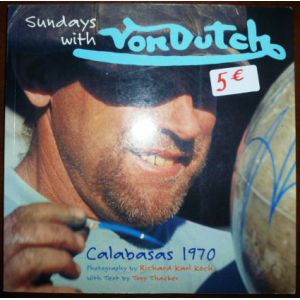 Sundays
with VonDutch
5 €
Calabasas 1970
Photography by Richard Karl Koch
With Text by Tony Thacker